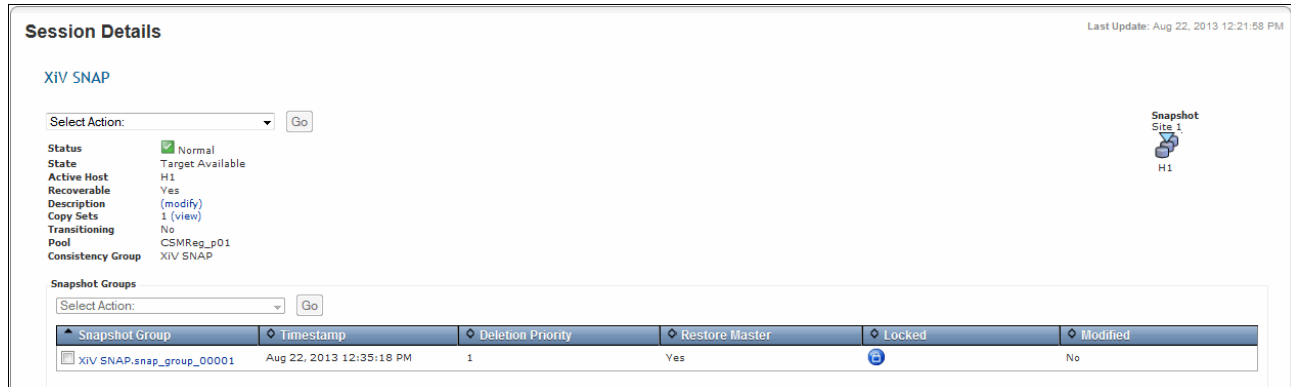 Session Details
Last Update: Aug 22, 2013 12:21:58 PM
XiV SNAP
Select Action: Go
Status Normal
State Target Available
Active Host H1
Recoverable Yes
Description (modify)
Copy Sets 1 (view)
Transitioning No
Pool CSMReg_p01
Consistency Group XiV SNAP
Snapshot
Site 1
H1
Snapshot Groups
Select Action: Go
Snapshot Group Timestamp Deletion Priority Restore Master Locked Modified
XiV SNAP.snap_group_00001 Aug 22, 2013 12:35:18 PM 1 Yes No